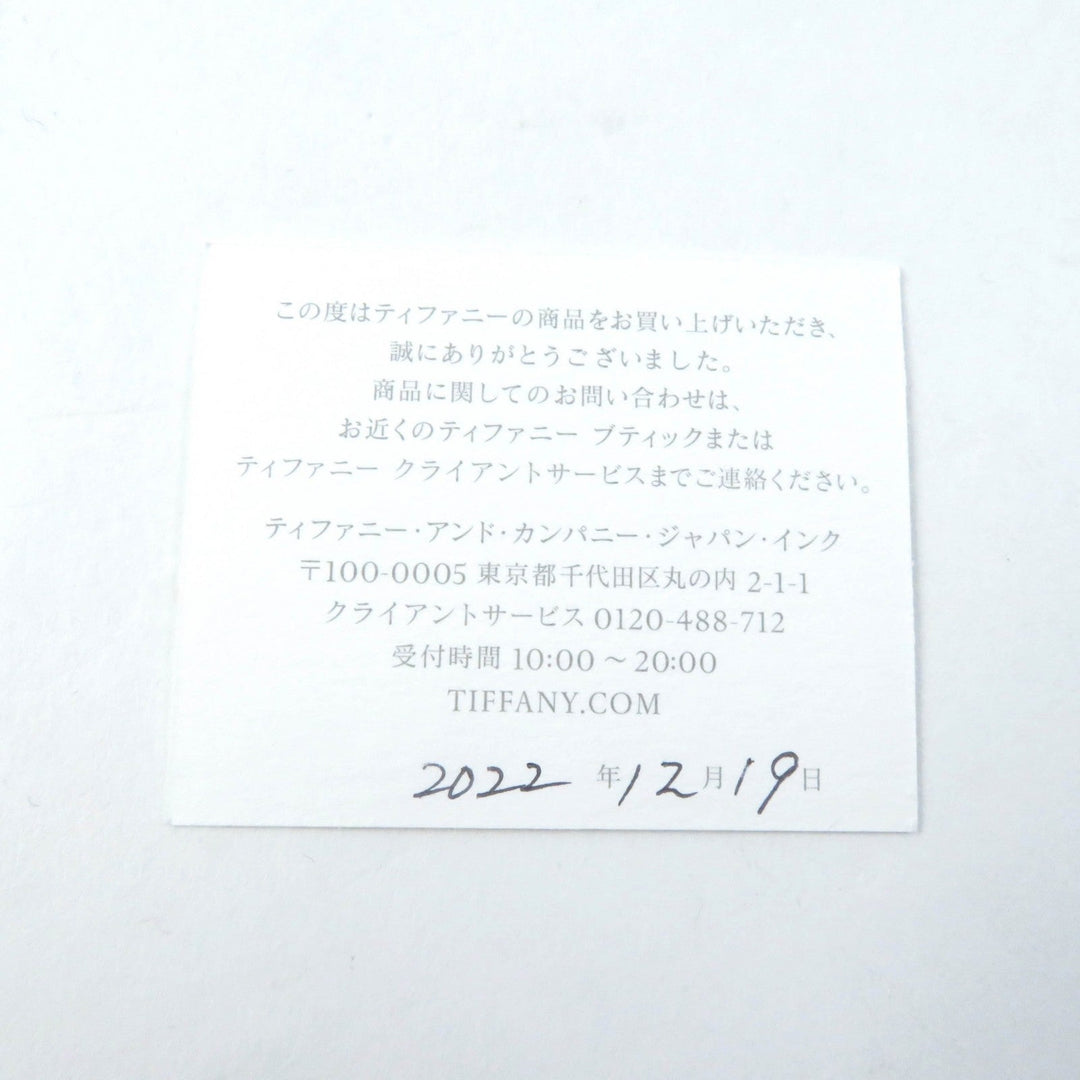 この度はティファニーの商品をお買い上げいただき、
誠にありがとうございました。
商品に関してのお問い合わせは、
お近くのティファニー ブティックまたは
ティファニー クライアントサービスまでご連絡ください。
ティファニー・アンド・カンパニー・ジャパン・インク
〒100-0005 東京都千代田区丸の内 2-1-1
クライアントサービス 0120-488-712
受付時間 10:00 ～ 20:00
TIFFANY.COM
2022 年 12 月 19 日